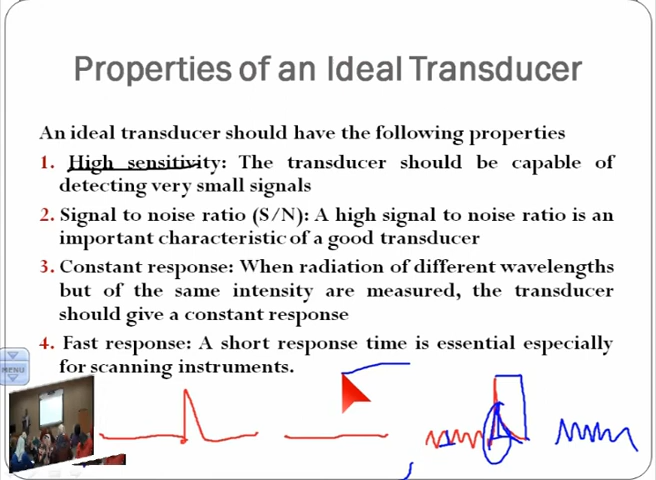 Properties of an Ideal Transducer
An ideal transducer should have the following properties
1. High sensitivity: The transducer should be capable of
detecting very small signals
2. Signal to noise ratio (S/N): A high signal to noise ratio is an
important characteristic of a good transducer
3. Constant response: When radiation of different wavelengths
but of the same intensity are measured, the transducer
should give a constant response
4. Fast response: A short response time is essential especially
for scanning instruments.
MENU